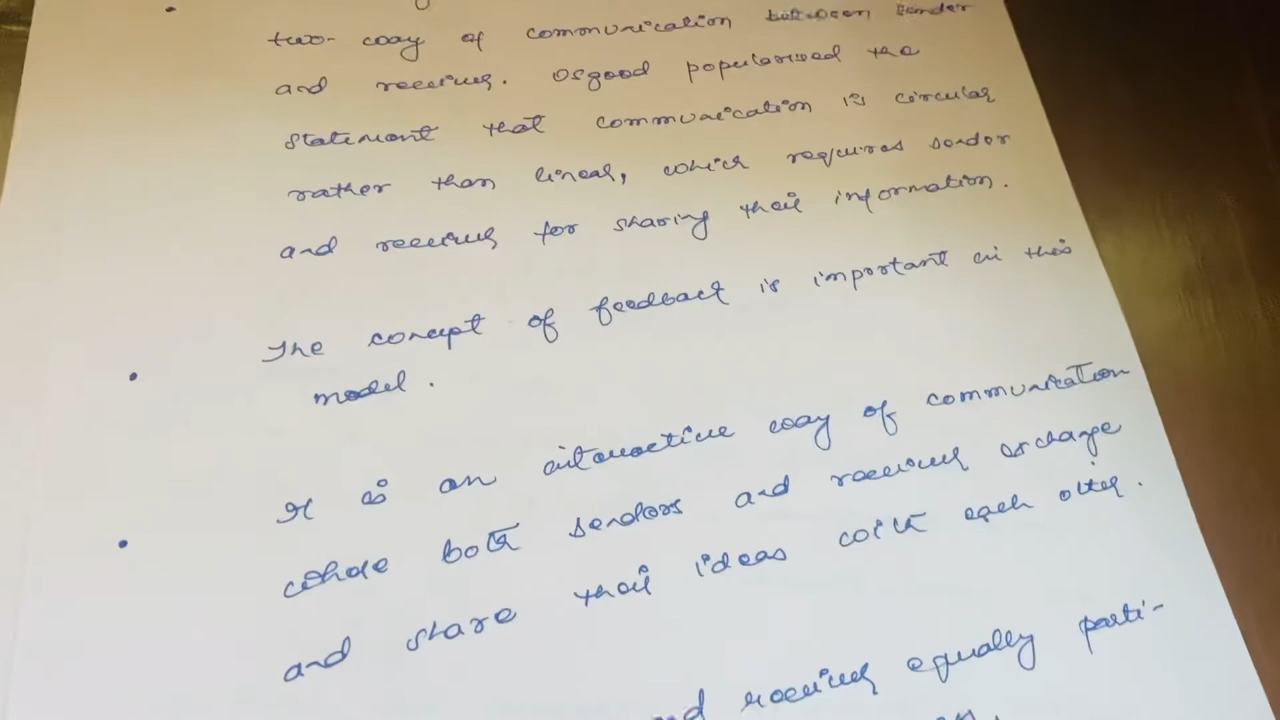 two- way of communication between sender
and receiver. Osgood popularised the
statement that communication is circular
rather than linear, which requires sender
and receiver for sharing their information.
• The concept of feedback is important in this
model.
• It is an interactive way of communication
where both senders and receiver exchange
and share their ideas with each other.
receiver equally parti-